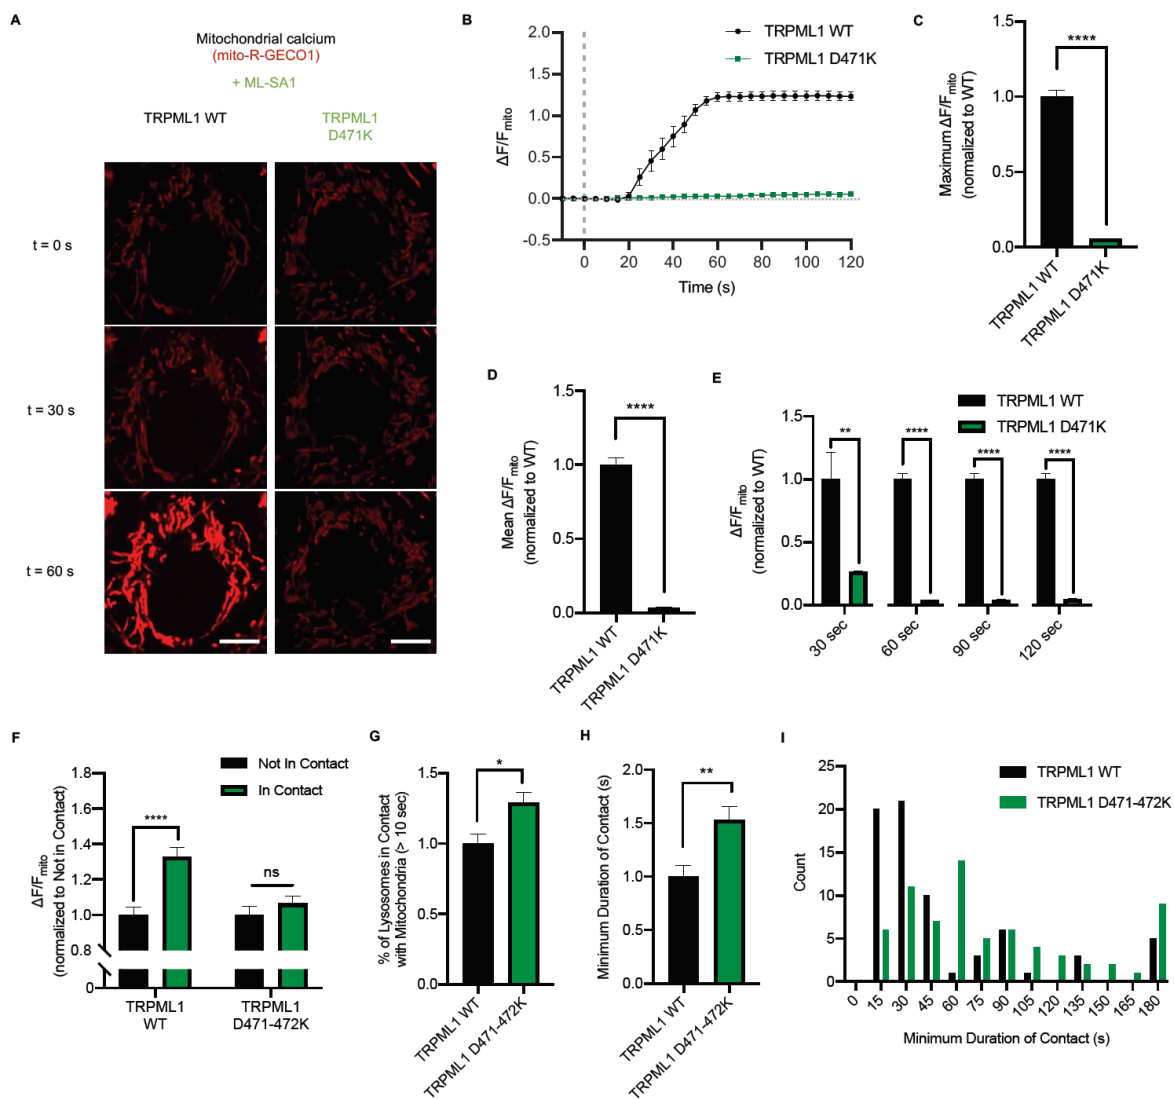 A
Mitochondrial calcium
(mito-R-GECO1)
+ ML-SA1
TRPML1 WT
TRPML1
D471K
t = 0 s
t = 30 s
t = 60 s
B
TRPML1 WT
TRPML1 D471K
ΔF/Fmito
2.0
1.5
1.0
0.5
0.0
-0.5
0 20 40 60 80 100 120
Time (s)
C
Maximum ΔF/Fmito
(normalized to WT)
1.5
1.0
0.5
0.0
****
TRPML1 WT
TRPML1 D471K
D
Mean ΔF/Fmito
(normalized to WT)
1.5
1.0
0.5
0.0
****
TRPML1 WT
TRPML1 D471K
E
TRPML1 WT
TRPML1 D471K
ΔF/Fmito
(normalized to WT)
1.5
1.0
0.5
0.0
** **** **** ****
30 sec 60 sec 90 sec 120 sec
F
Not In Contact
In Contact
ΔF/Fmito
(normalized to Not in Contact)
1.8
1.6
1.4
1.2
1.0
0.8
0
****
ns
TRPML1
WT
TRPML1
D471-472K
G
% of Lysosomes in Contact
with Mitochondria (> 10 sec)
1.5
1.0
0.5
0.0
*
TRPML1 WT
TRPML1 D471-472K
H
Minimum Duration of Contact (s)
2.0
1.5
1.0
0.5
0.0
**
TRPML1 WT
TRPML1 D471-472K
I
TRPML1 WT
TRPML1 D471-472K
Count
25
20
15
10
5
0
0 15 30 45 60 75 90 105 120 135 150 165 180
Minimum Duration of Contact (s)